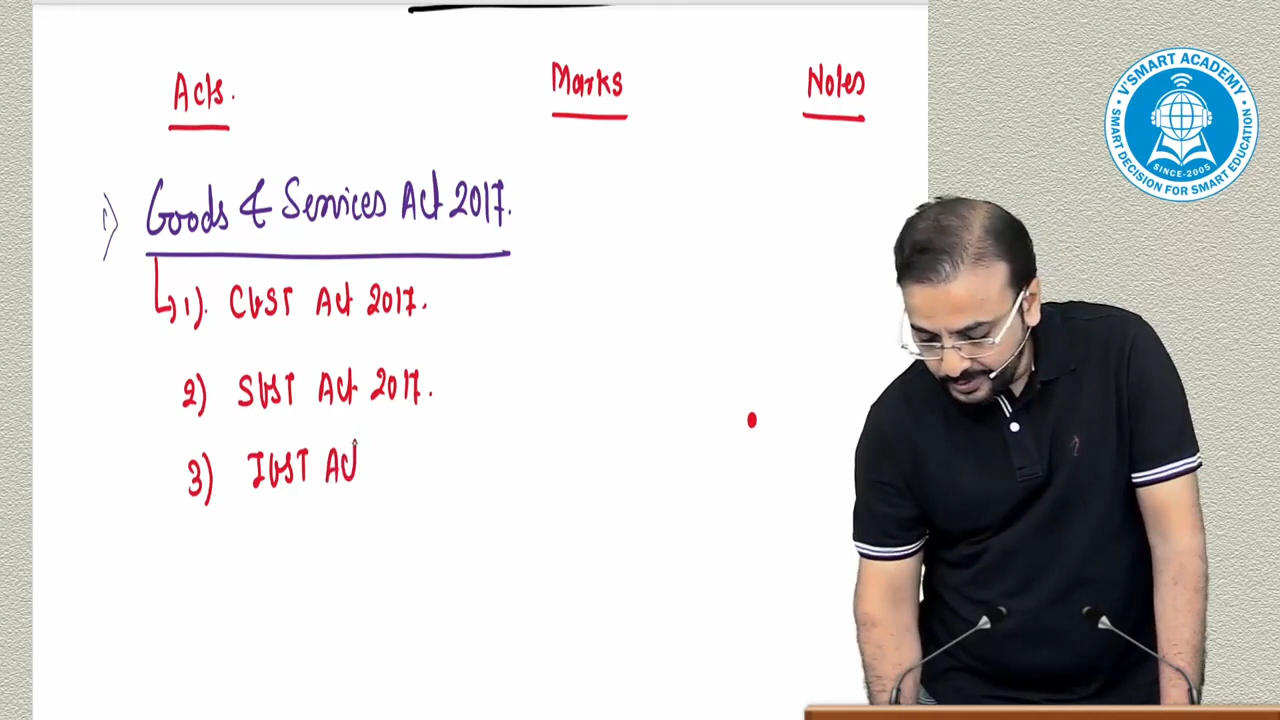 Acts. Marks Notes
1) Goods & Services Act 2017.
1). CGST Act 2017.
2) SGST Act 2017.
3) IGST Act
V'SMART ACADEMY
SINCE-2005
SMART DECISION FOR SMART EDUCATION